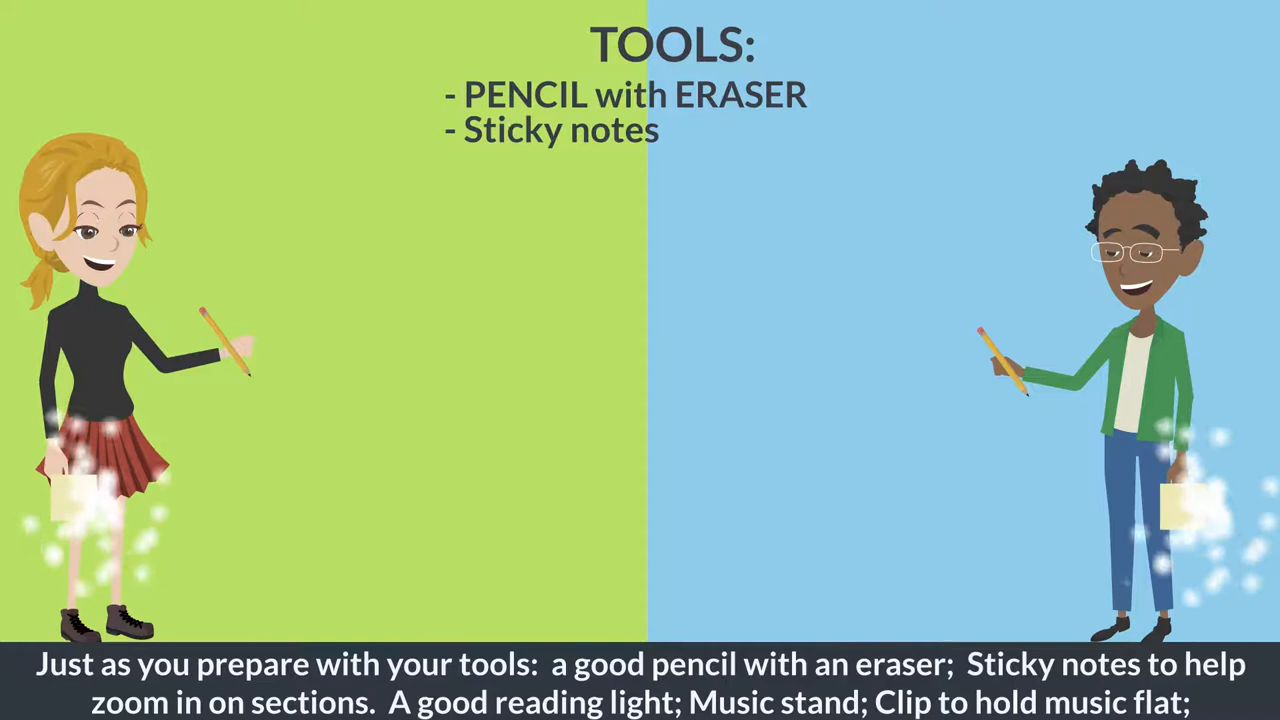 TOOLS:
- PENCIL with ERASER
- Sticky notes
Just as you prepare with your tools:  a good pencil with an eraser;  Sticky notes to help
zoom in on sections.  A good reading light; Music stand; Clip to hold music flat;